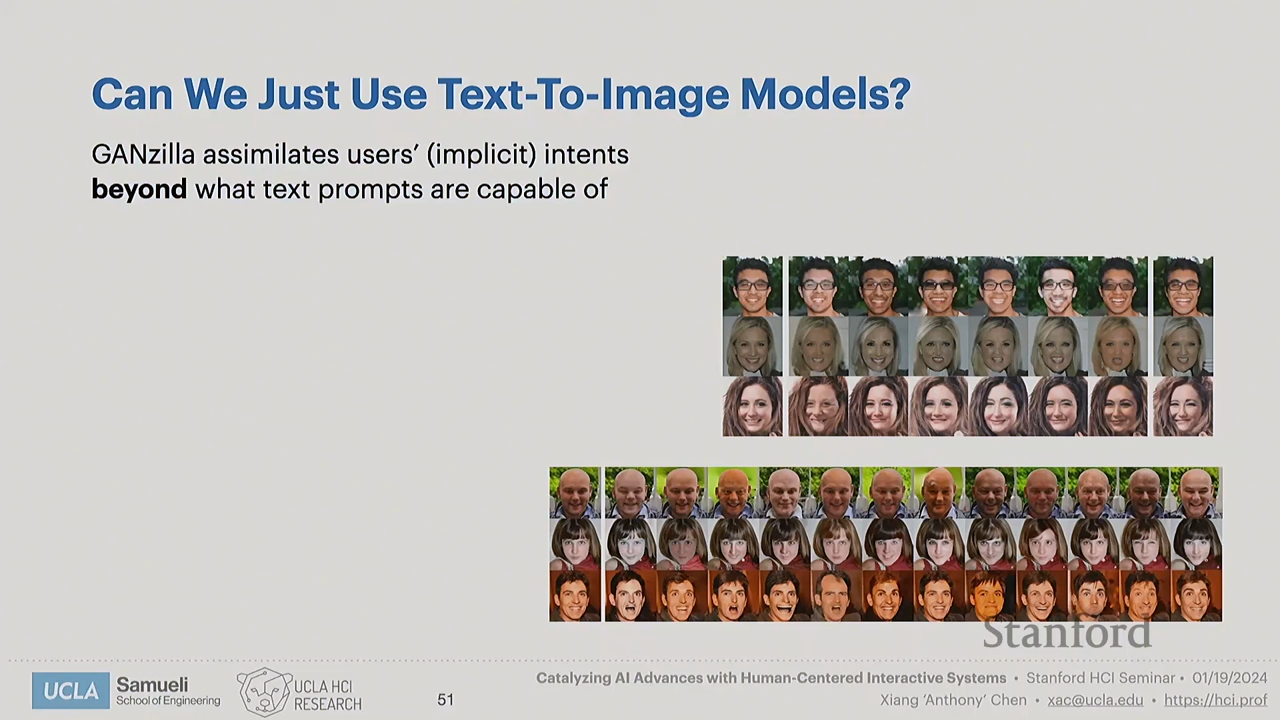 Can We Just Use Text-To-Image Models?
GANzilla assimilates users’ (implicit) intents
beyond what text prompts are capable of
Stanford
UCLA
Samueli
School of Engineering
UCLA HCI
RESEARCH
51
Catalyzing AI Advances with Human-Centered Interactive Systems • Stanford HCI Seminar • 01/19/2024
Xiang ‘Anthony’ Chen • xac@ucla.edu • https://hci.prof